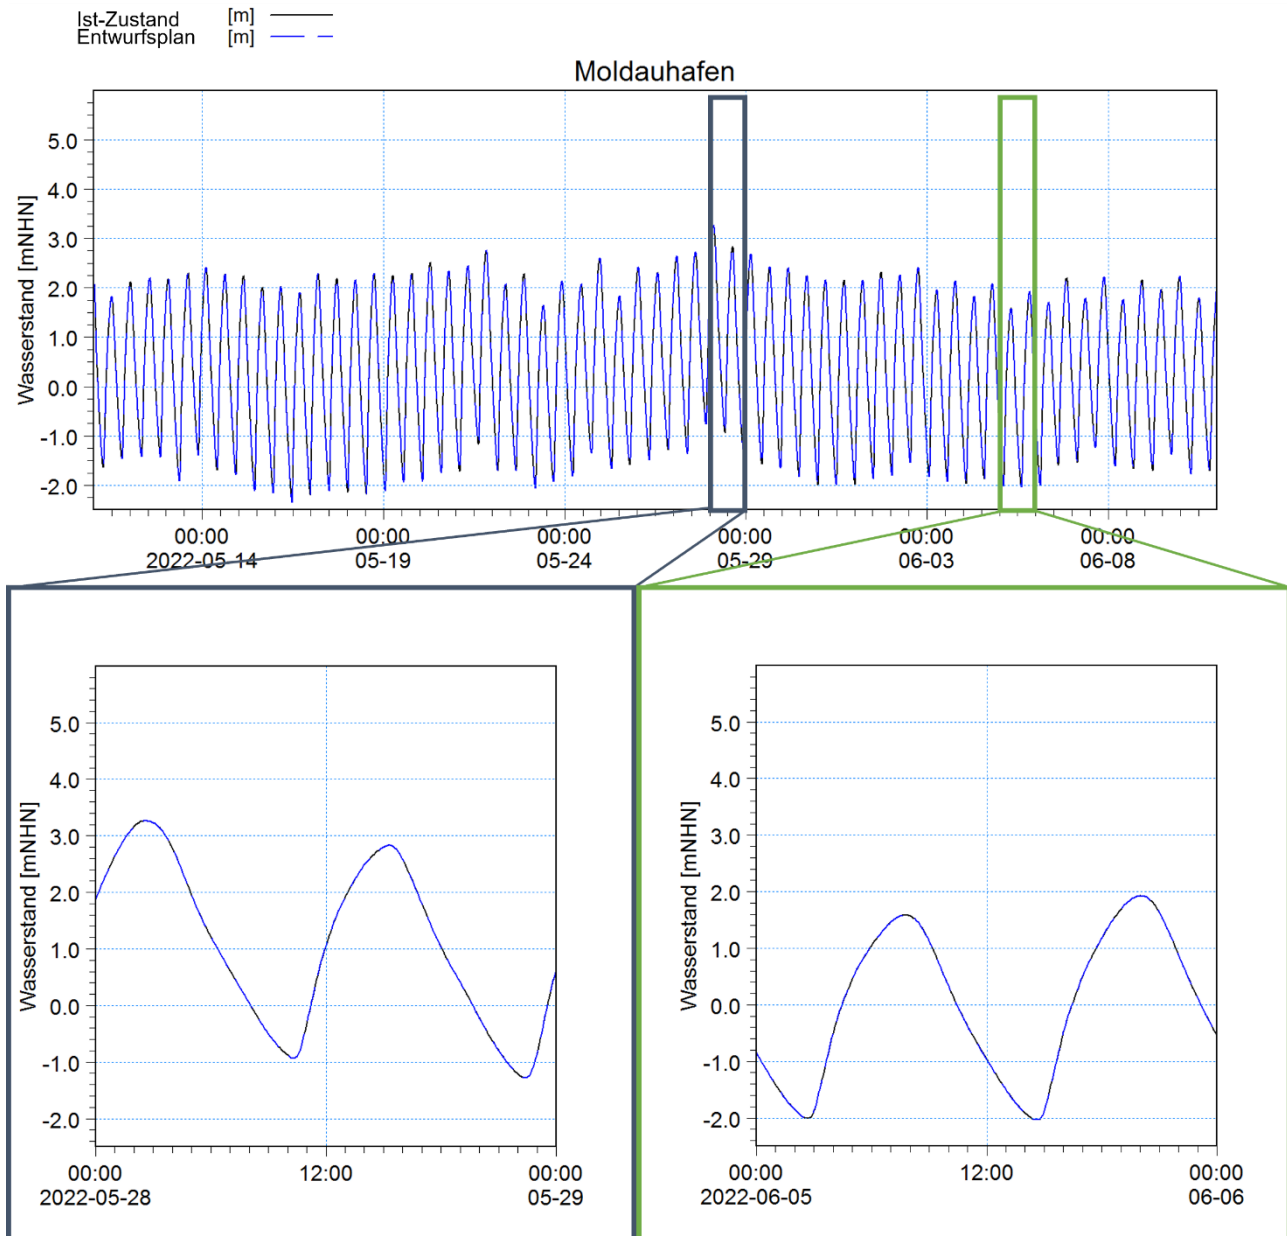 Ist-Zustand [m]
Entwurfsplan [m]
Moldauhafen
Wasserstand [mNHN]
5.0
4.0
3.0
2.0
1.0
0.0
-1.0
-2.0
00:00 00:00 00:00 00:00 00:00 00:00
2022-05-14 05-19 05-24 05-29 06-03 06-08
Wasserstand [mNHN]
5.0
4.0
3.0
2.0
1.0
0.0
-1.0
-2.0
00:00 12:00 00:00
2022-05-28 05-29
Wasserstand [mNHN]
5.0
4.0
3.0
2.0
1.0
0.0
-1.0
-2.0
00:00 12:00 00:00
2022-06-05 06-06